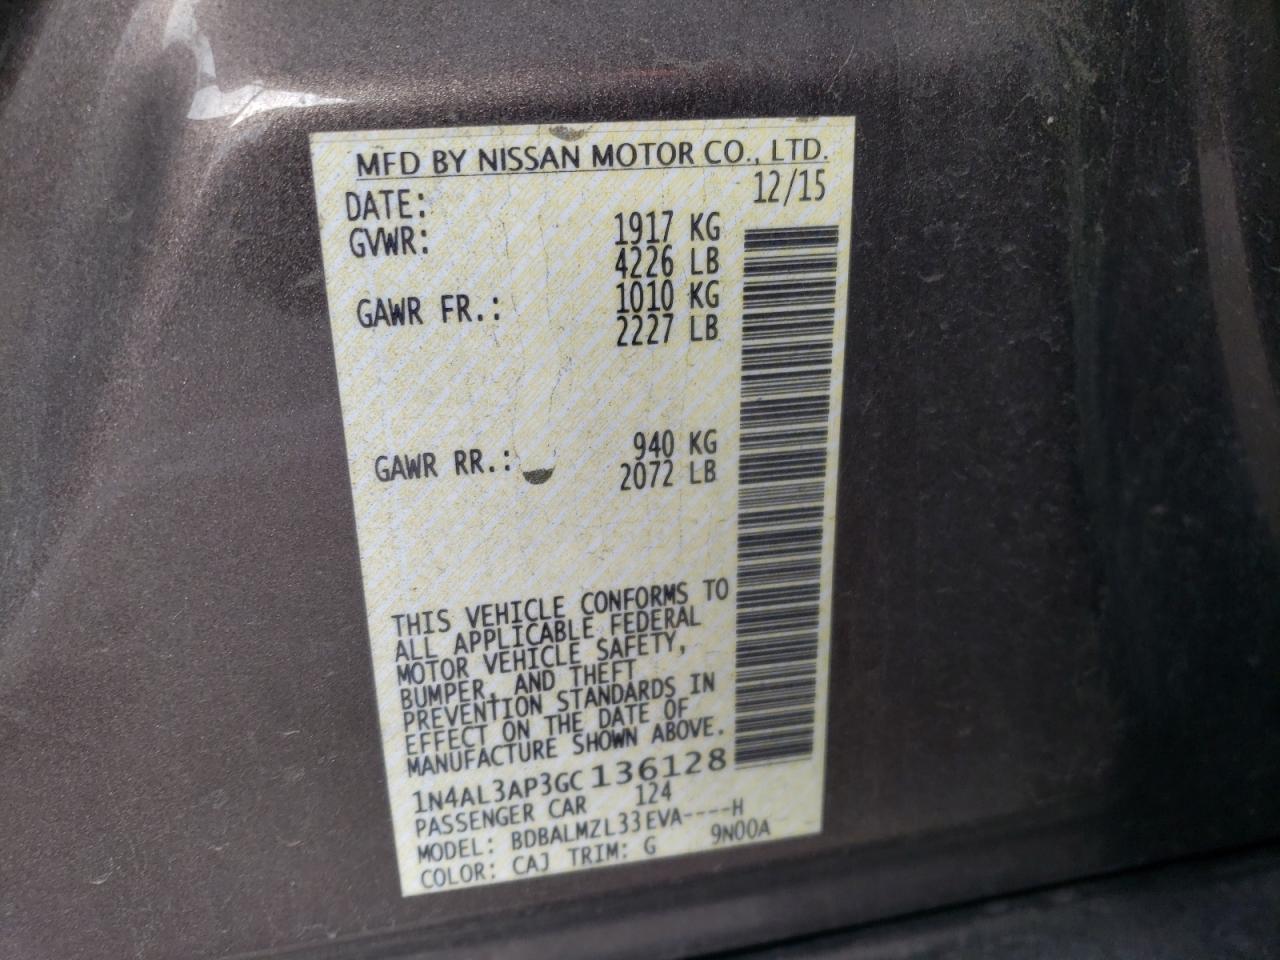 MFD BY NISSAN MOTOR CO., LTD.
DATE: 12/15
GVWR: 1917 KG
4226 LB
GAWR FR.: 1010 KG
2227 LB
GAWR RR.: 940 KG
2072 LB
THIS VEHICLE CONFORMS TO
ALL APPLICABLE FEDERAL
MOTOR VEHICLE SAFETY,
BUMPER, AND THEFT
PREVENTION STANDARDS IN
EFFECT ON THE DATE OF
MANUFACTURE SHOWN ABOVE.
1N4AL3AP3GC136128
PASSENGER CAR 124
MODEL: BDBALMZL33EVA----H
COLOR: CAJ TRIM: G 9N00A